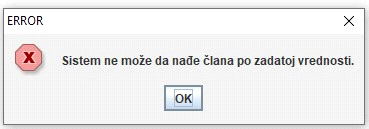 ERROR
Sistem ne može da nađe člana po zadatoj vrednosti.
OK